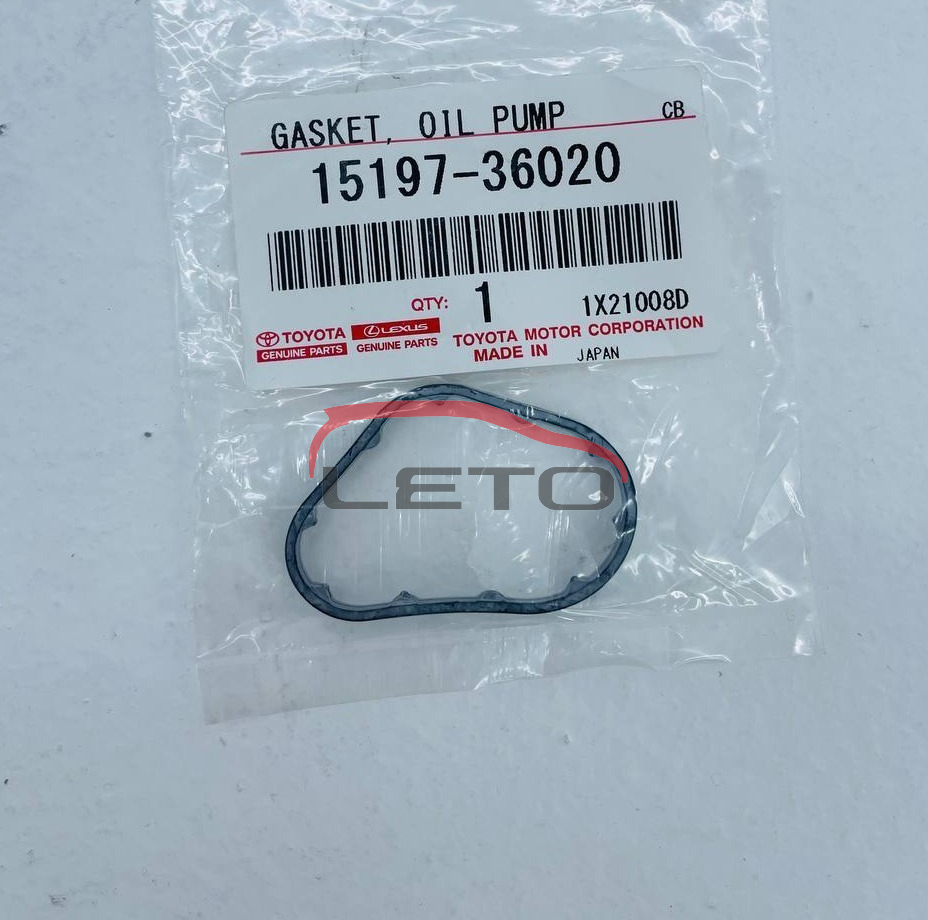 GASKET, OIL PUMP CB
15197-36020
QTY: 1 1X21008D
TOYOTA LEXUS TOYOTA MOTOR CORPORATION
GENUINE PARTS GENUINE PARTS MADE IN JAPAN
LETO